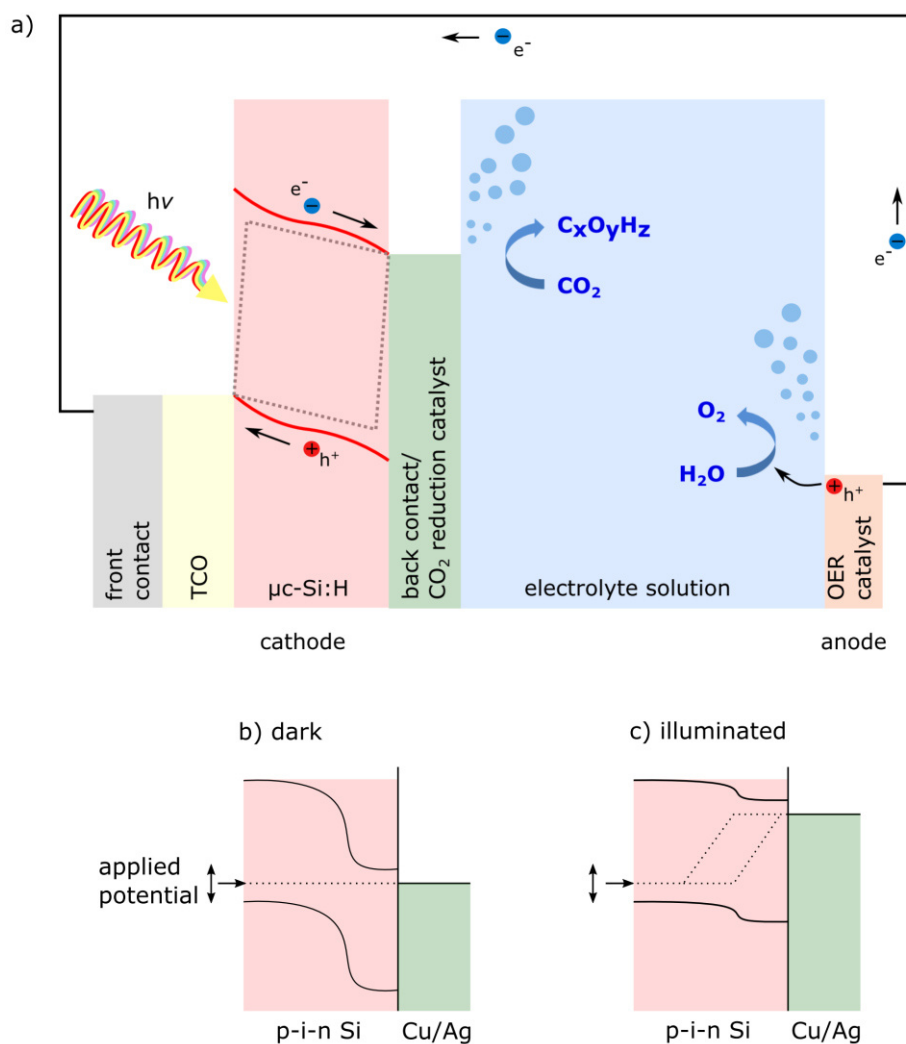 a)
e-
hν
e-
CxOyHz
CO2
e-
O2
H2O
h+
h+
front
contact
TCO
μc-Si:H
back contact/
CO2 reduction catalyst
electrolyte solution
OER
catalyst
cathode
anode
b) dark
c) illuminated
applied
potential
p-i-n Si
Cu/Ag
p-i-n Si
Cu/Ag